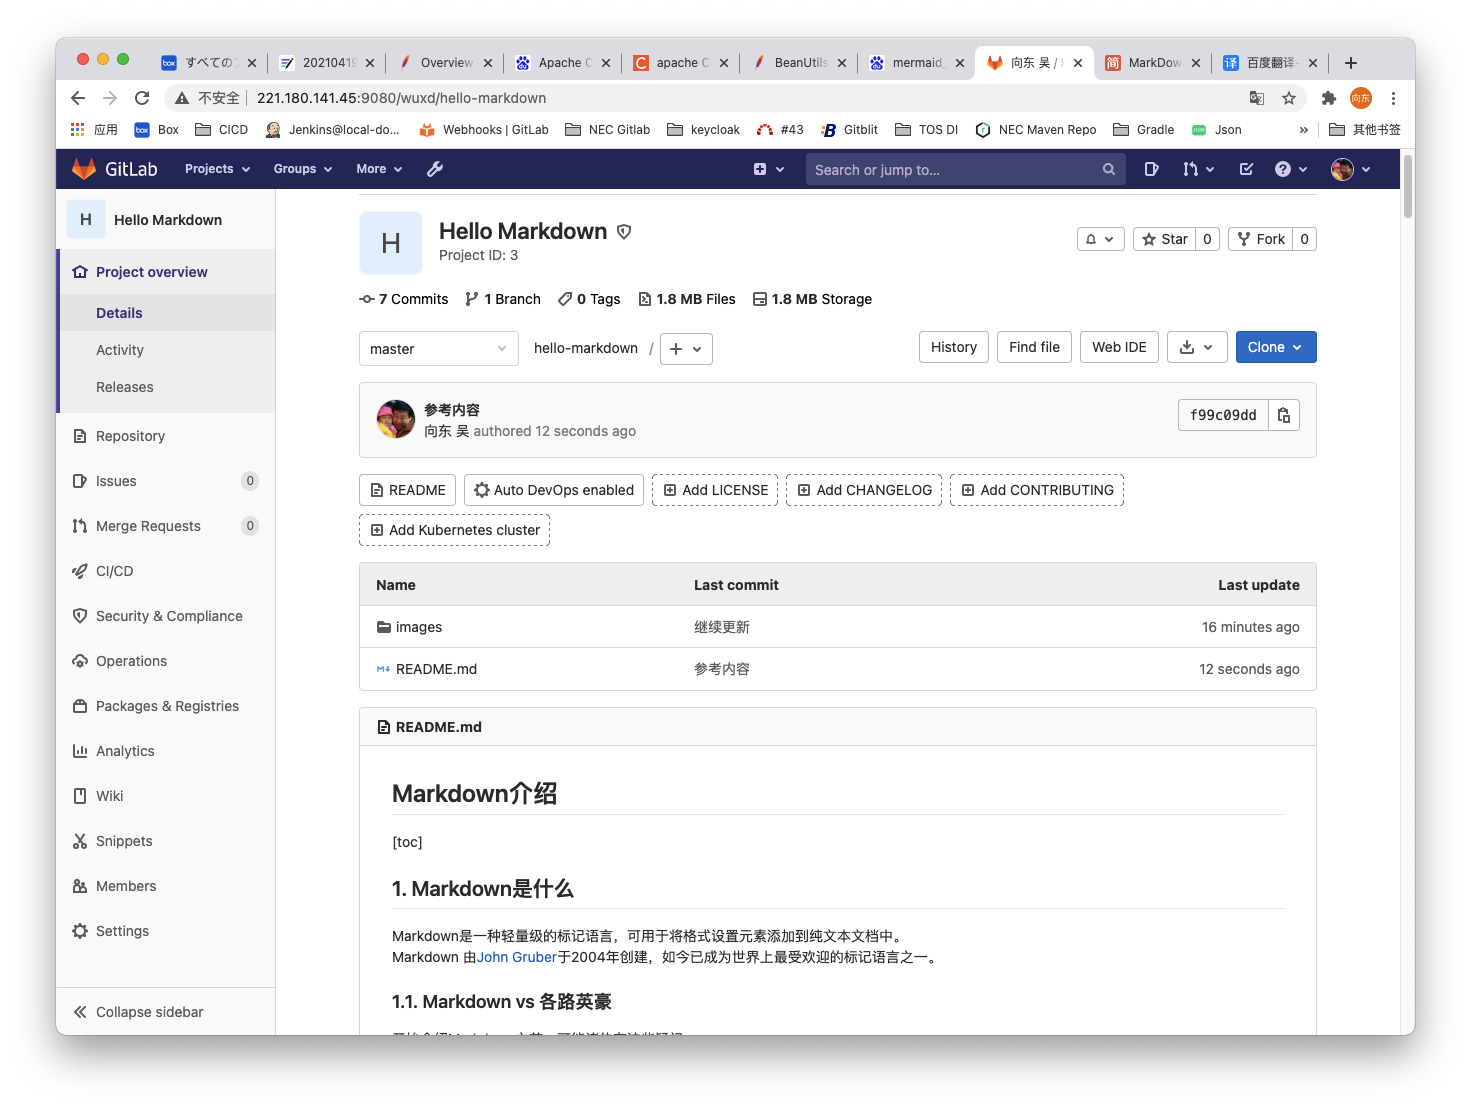 すべての
20210419
Overview
Apache C
apache C
BeanUtils
mermaid_
向东 吴 /
MarkDow
百度翻译-
不安全 221.180.141.45:9080/wuxd/hello-markdown
向东
应用
box Box
CICD
Jenkins@local-do...
Webhooks | GitLab
NEC Gitlab
keycloak
#43
Gitblit
TOS DI
NEC Maven Repo
Gradle
Json
»
其他书签
GitLab
Projects
Groups
More
Search or jump to...
H Hello Markdown
Project overview
Details
Activity
Releases
Repository
Issues 0
Merge Requests 0
CI/CD
Security & Compliance
Operations
Packages & Registries
Analytics
Wiki
Snippets
Members
Settings
Collapse sidebar
H
Hello Markdown
Project ID: 3
Star 0
Fork 0
7 Commits 1 Branch 0 Tags 1.8 MB Files 1.8 MB Storage
master
hello-markdown /
History
Find file
Web IDE
Clone
参考内容
向东 吴 authored 12 seconds ago
f99c09dd
README
Auto DevOps enabled
Add LICENSE
Add CHANGELOG
Add CONTRIBUTING
Add Kubernetes cluster
Name Last commit Last update
images 继续更新 16 minutes ago
README.md 参考内容 12 seconds ago
README.md
Markdown介绍
[toc]
1. Markdown是什么
Markdown是一种轻量级的标记语言，可用于将格式设置元素添加到纯文本文档中。
Markdown 由John Gruber于2004年创建，如今已成为世界上最受欢迎的标记语言之一。
1.1. Markdown vs 各路英豪